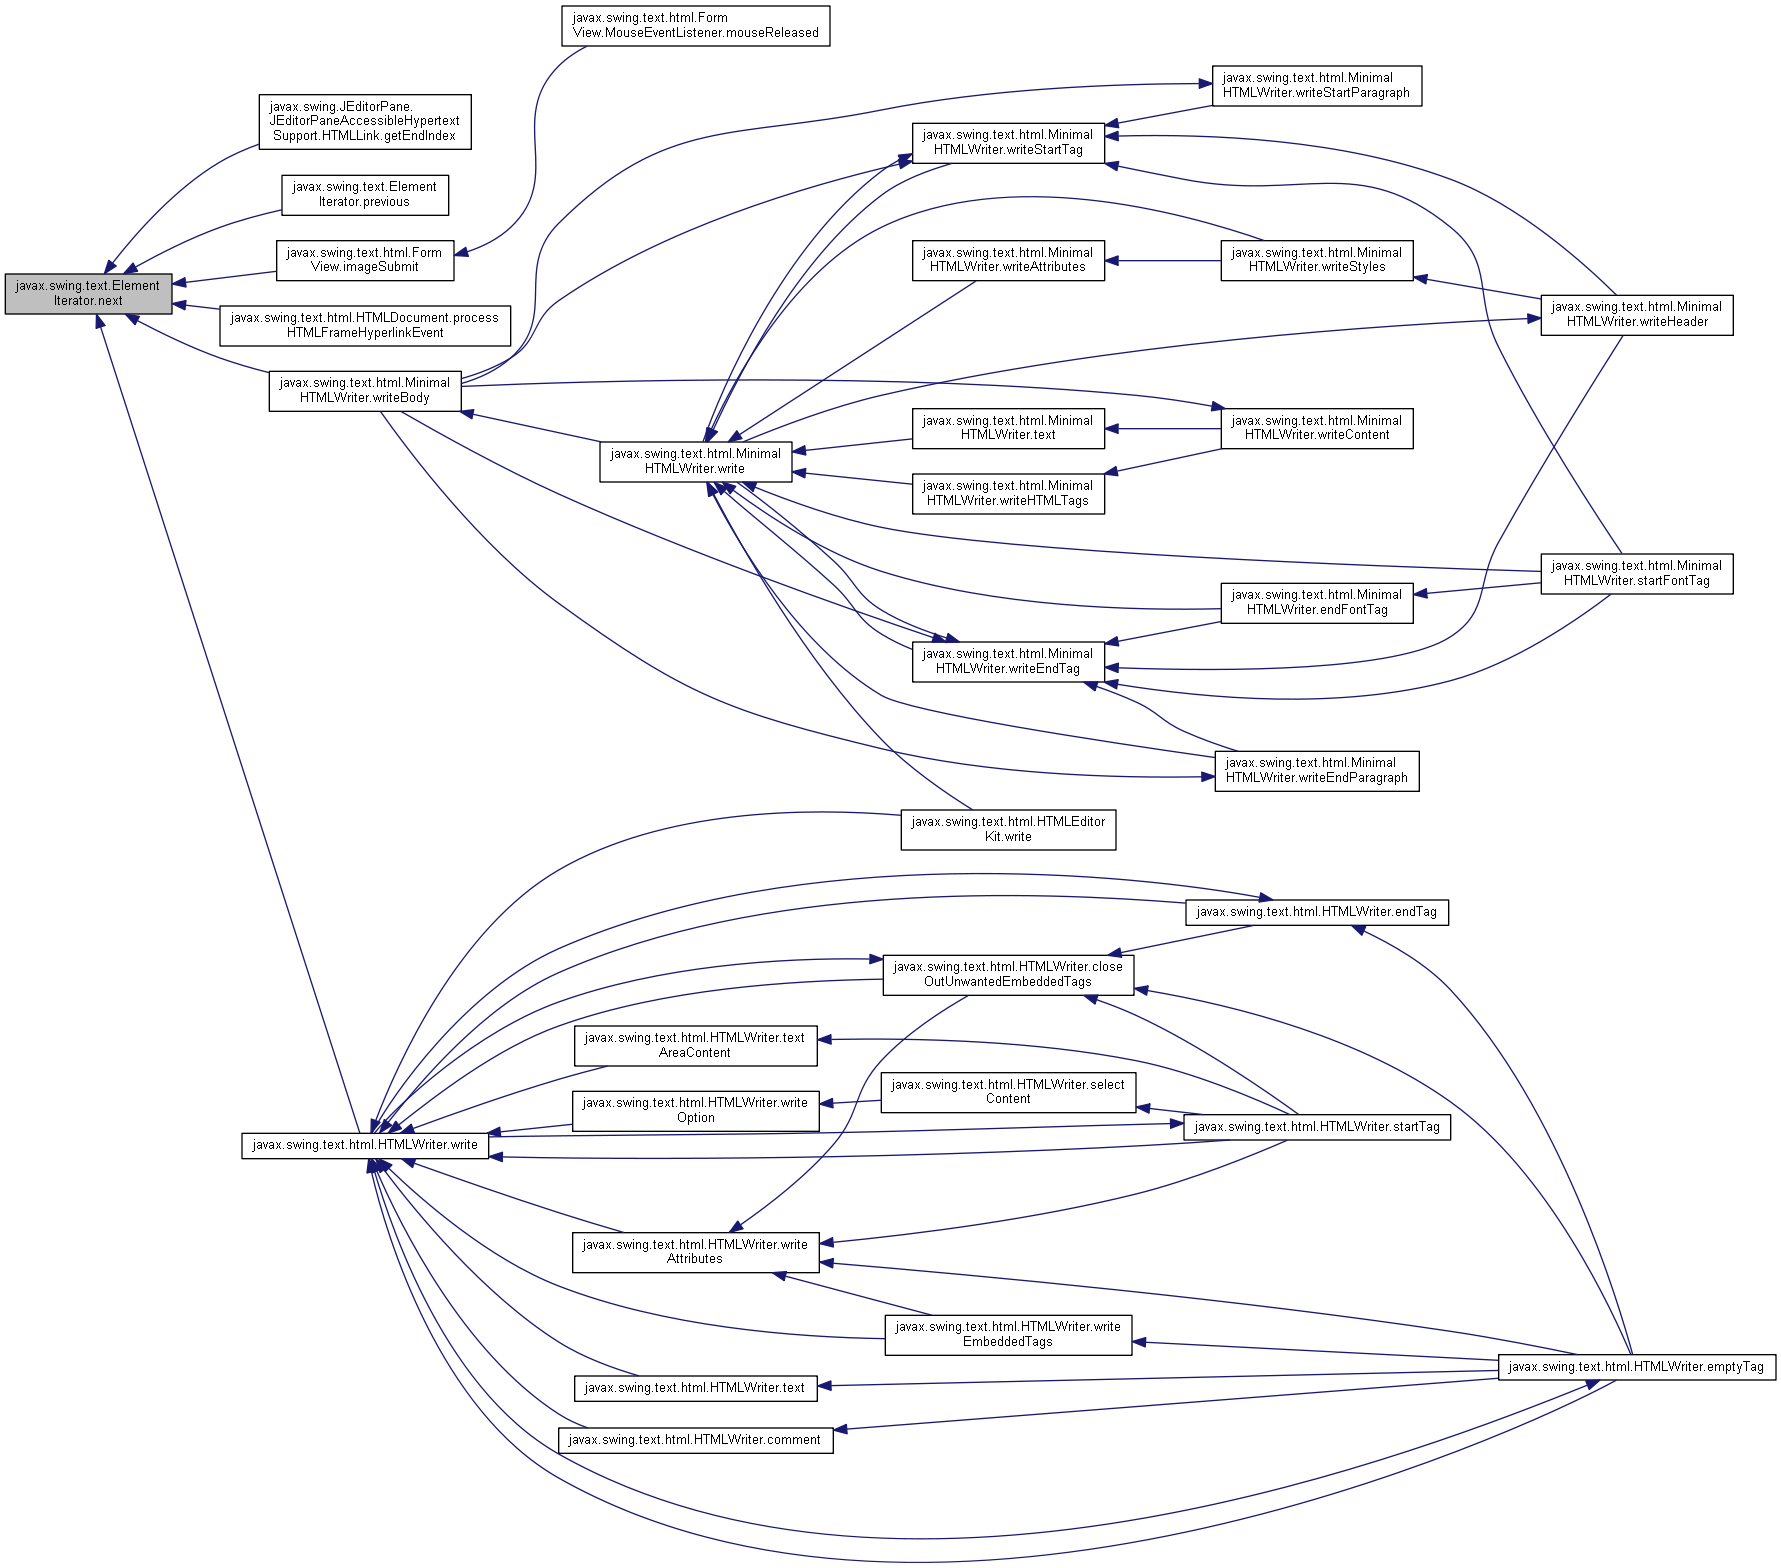 javax.swing.text.html.Form
View.MouseEventListener.mouseReleased
javax.swing.text.html.Minimal
HTMLWriter.writeStartParagraph
javax.swing.JEditorPane.
JEditorPaneAccessibleHypertext
Support.HTMLLink.getEndIndex
javax.swing.text.html.Minimal
HTMLWriter.writeStartTag
javax.swing.text.Element
Iterator.previous
javax.swing.text.html.Form
View.imageSubmit
javax.swing.text.html.Minimal
HTMLWriter.writeAttributes
javax.swing.text.html.Minimal
HTMLWriter.writeStyles
javax.swing.text.Element
Iterator.next
javax.swing.text.html.Minimal
HTMLWriter.writeHeader
javax.swing.text.html.HTMLDocument.process
HTMLFrameHyperlinkEvent
javax.swing.text.html.Minimal
HTMLWriter.writeBody
javax.swing.text.html.Minimal
HTMLWriter.text
javax.swing.text.html.Minimal
HTMLWriter.writeContent
javax.swing.text.html.Minimal
HTMLWriter.write
javax.swing.text.html.Minimal
HTMLWriter.writeHTMLTags
javax.swing.text.html.Minimal
HTMLWriter.startFontTag
javax.swing.text.html.Minimal
HTMLWriter.endFontTag
javax.swing.text.html.Minimal
HTMLWriter.writeEndTag
javax.swing.text.html.Minimal
HTMLWriter.writeEndParagraph
javax.swing.text.html.HTMLEditor
Kit.write
javax.swing.text.html.HTMLWriter.endTag
javax.swing.text.html.HTMLWriter.close
OutUnwantedEmbeddedTags
javax.swing.text.html.HTMLWriter.text
AreaContent
javax.swing.text.html.HTMLWriter.select
Content
javax.swing.text.html.HTMLWriter.write
Option
javax.swing.text.html.HTMLWriter.startTag
javax.swing.text.html.HTMLWriter.write
javax.swing.text.html.HTMLWriter.write
Attributes
javax.swing.text.html.HTMLWriter.write
EmbeddedTags
javax.swing.text.html.HTMLWriter.emptyTag
javax.swing.text.html.HTMLWriter.text
javax.swing.text.html.HTMLWriter.comment